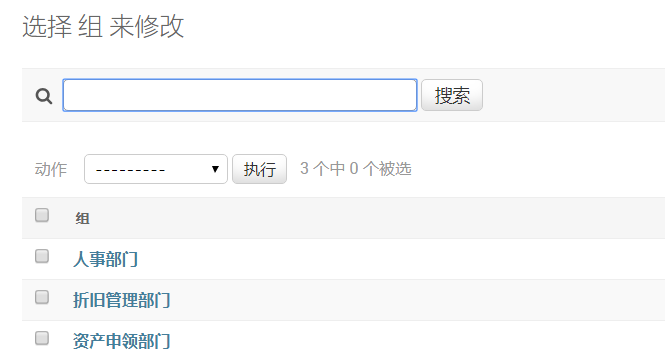 选择 组 来修改
搜索
动作 --------- 执行 3 个中 0 个被选
组
人事部门
折旧管理部门
资产申领部门